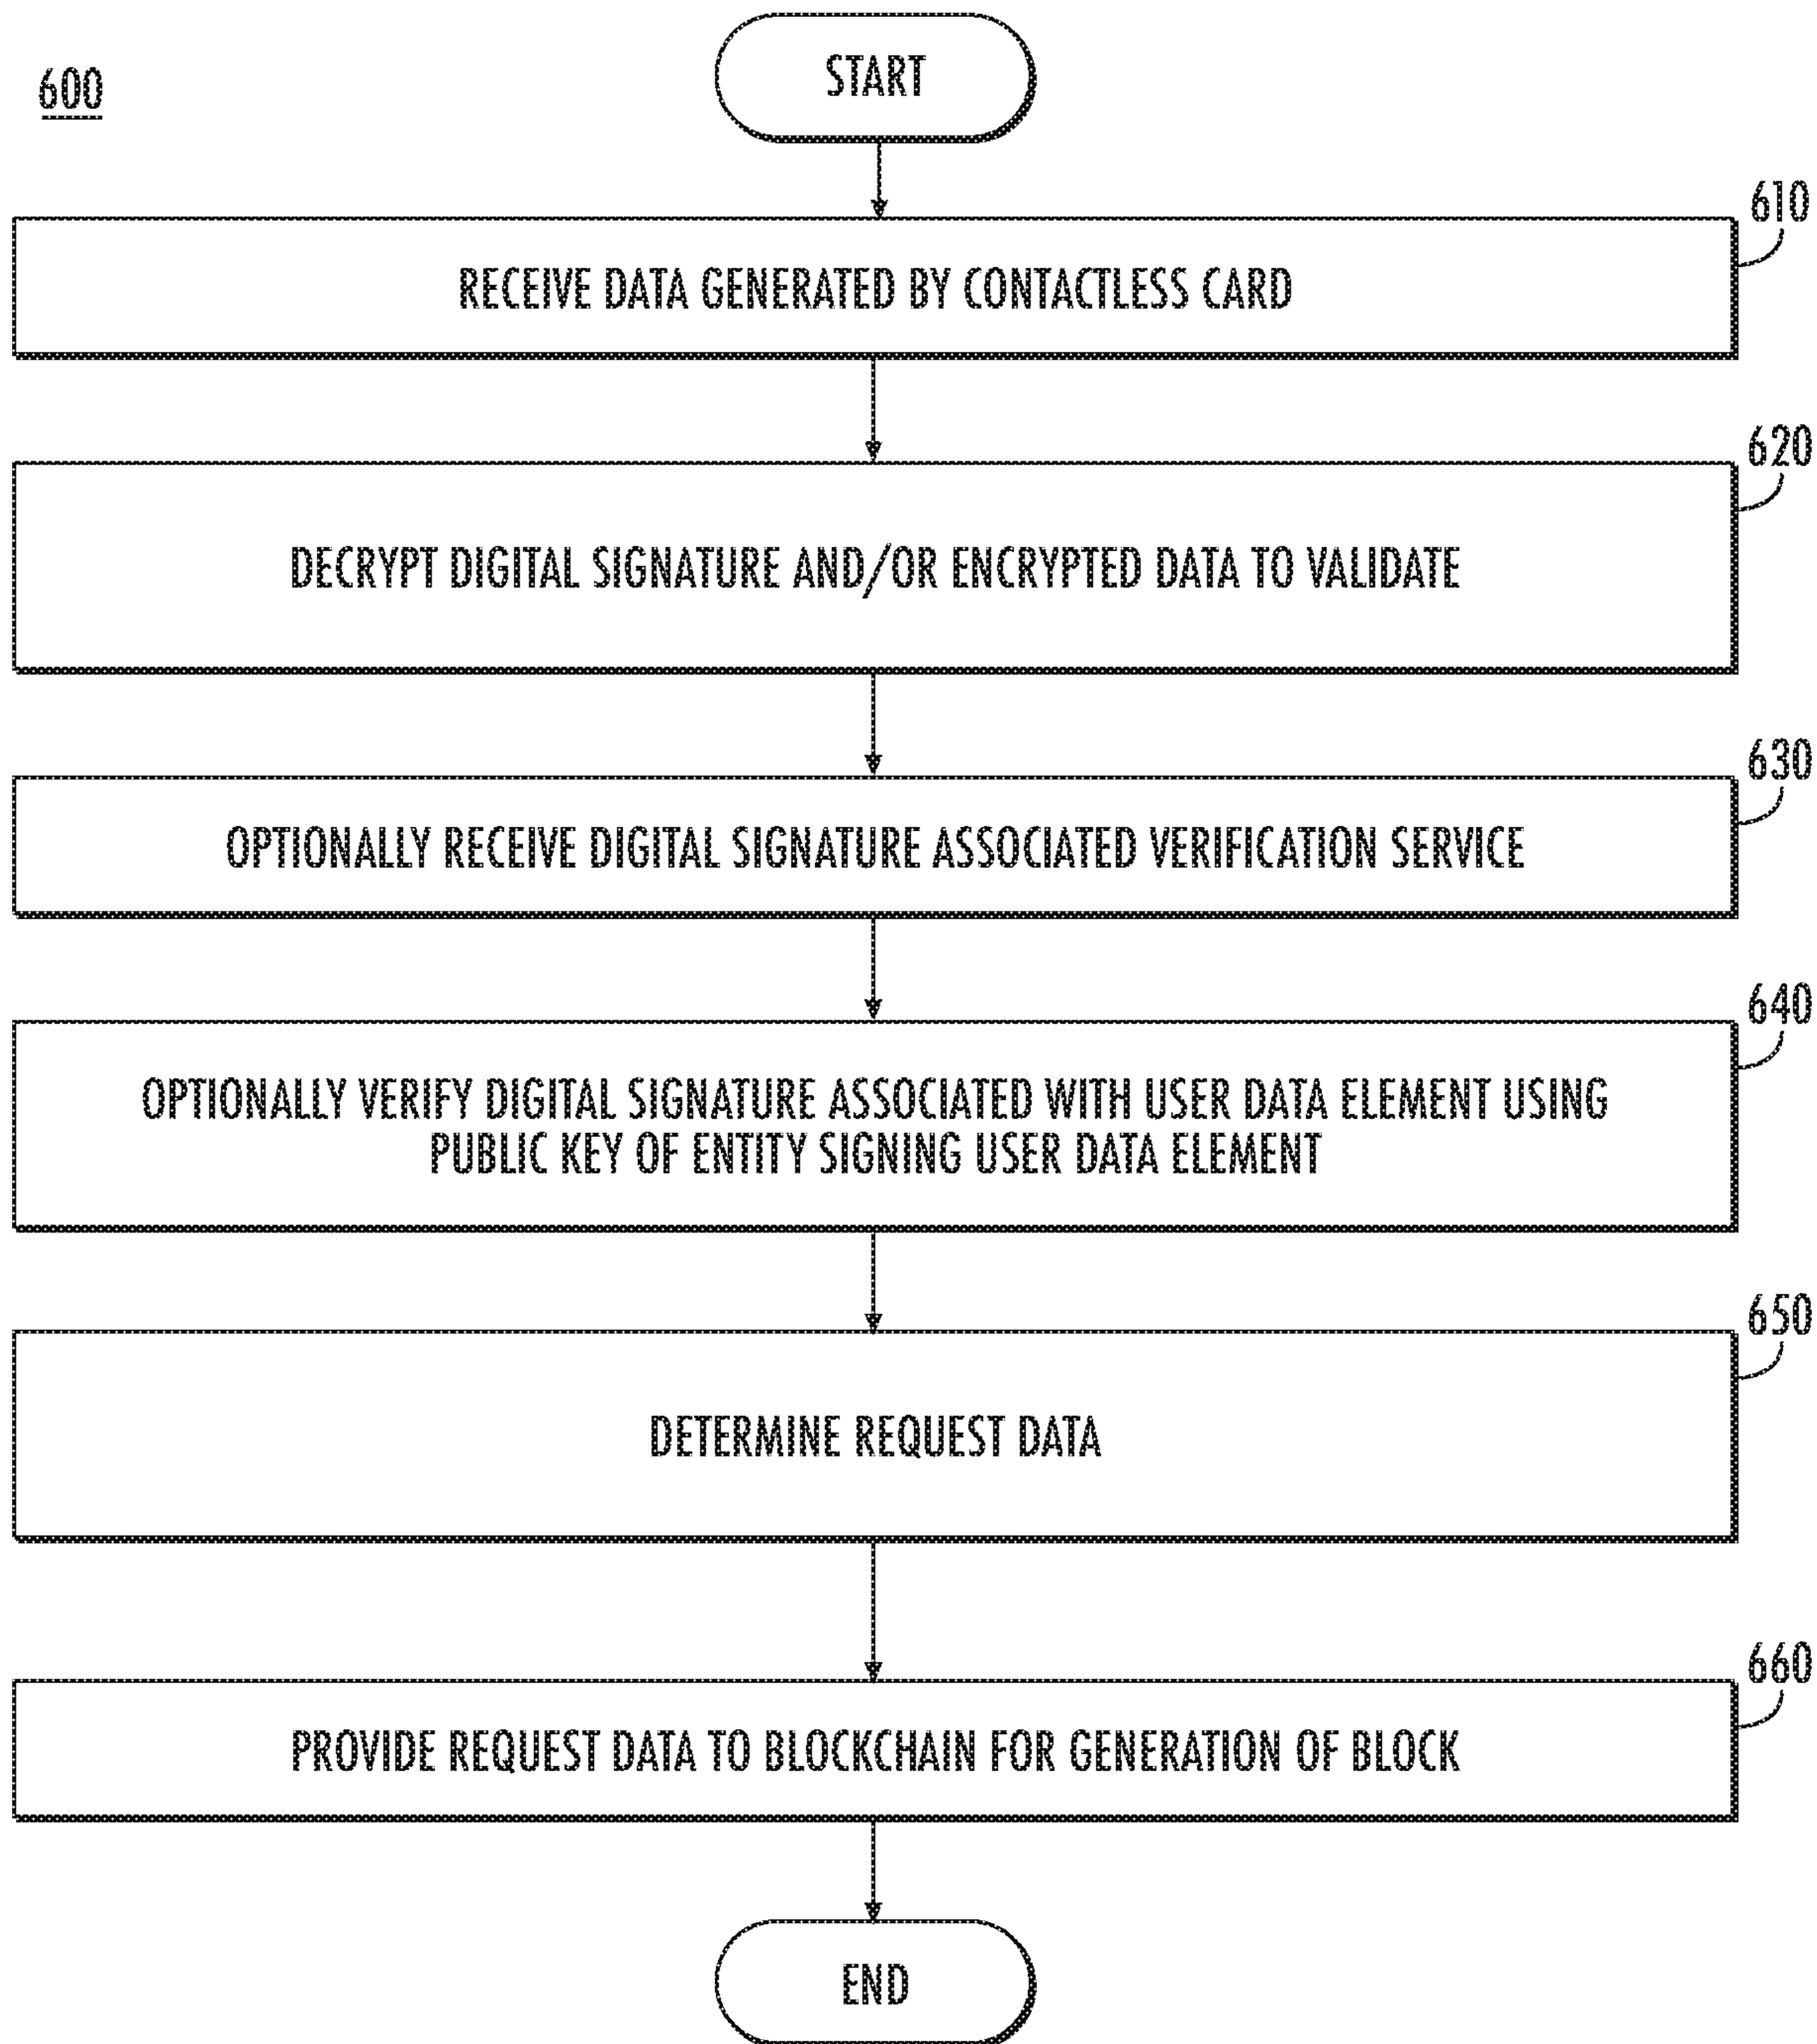 600
START
610
RECEIVE DATA GENERATED BY CONTACTLESS CARD
620
DECRYPT DIGITAL SIGNATURE AND/OR ENCRYPTED DATA TO VALIDATE
630
OPTIONALLY RECEIVE DIGITAL SIGNATURE ASSOCIATED VERIFICATION SERVICE
640
OPTIONALLY VERIFY DIGITAL SIGNATURE ASSOCIATED WITH USER DATA ELEMENT USING
PUBLIC KEY OF ENTITY SIGNING USER DATA ELEMENT
650
DETERMINE REQUEST DATA
660
PROVIDE REQUEST DATA TO BLOCKCHAIN FOR GENERATION OF BLOCK
END